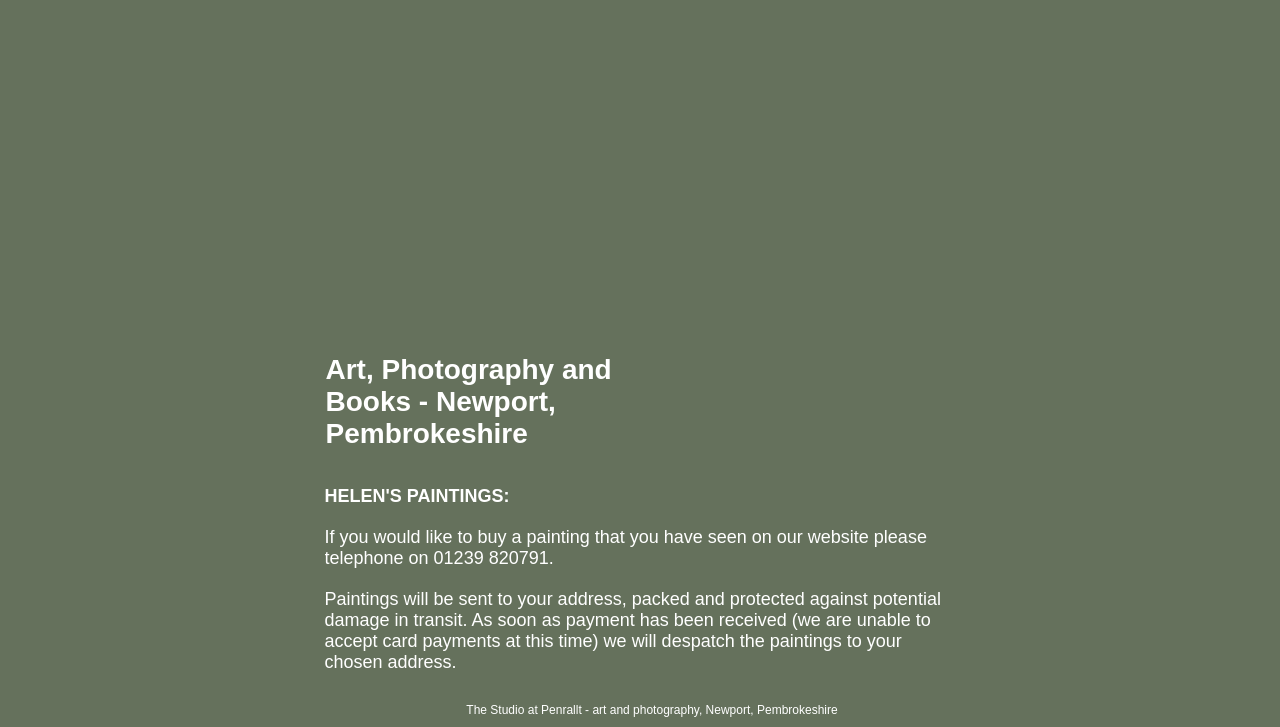 Art, Photography and
Books - Newport,
Pembrokeshire
HELEN'S PAINTINGS:
If you would like to buy a painting that you have seen on our website please
telephone on 01239 820791.
Paintings will be sent to your address, packed and protected against potential
damage in transit. As soon as payment has been received (we are unable to
accept card payments at this time) we will despatch the paintings to your
chosen address.
The Studio at Penrallt - art and photography, Newport, Pembrokeshire